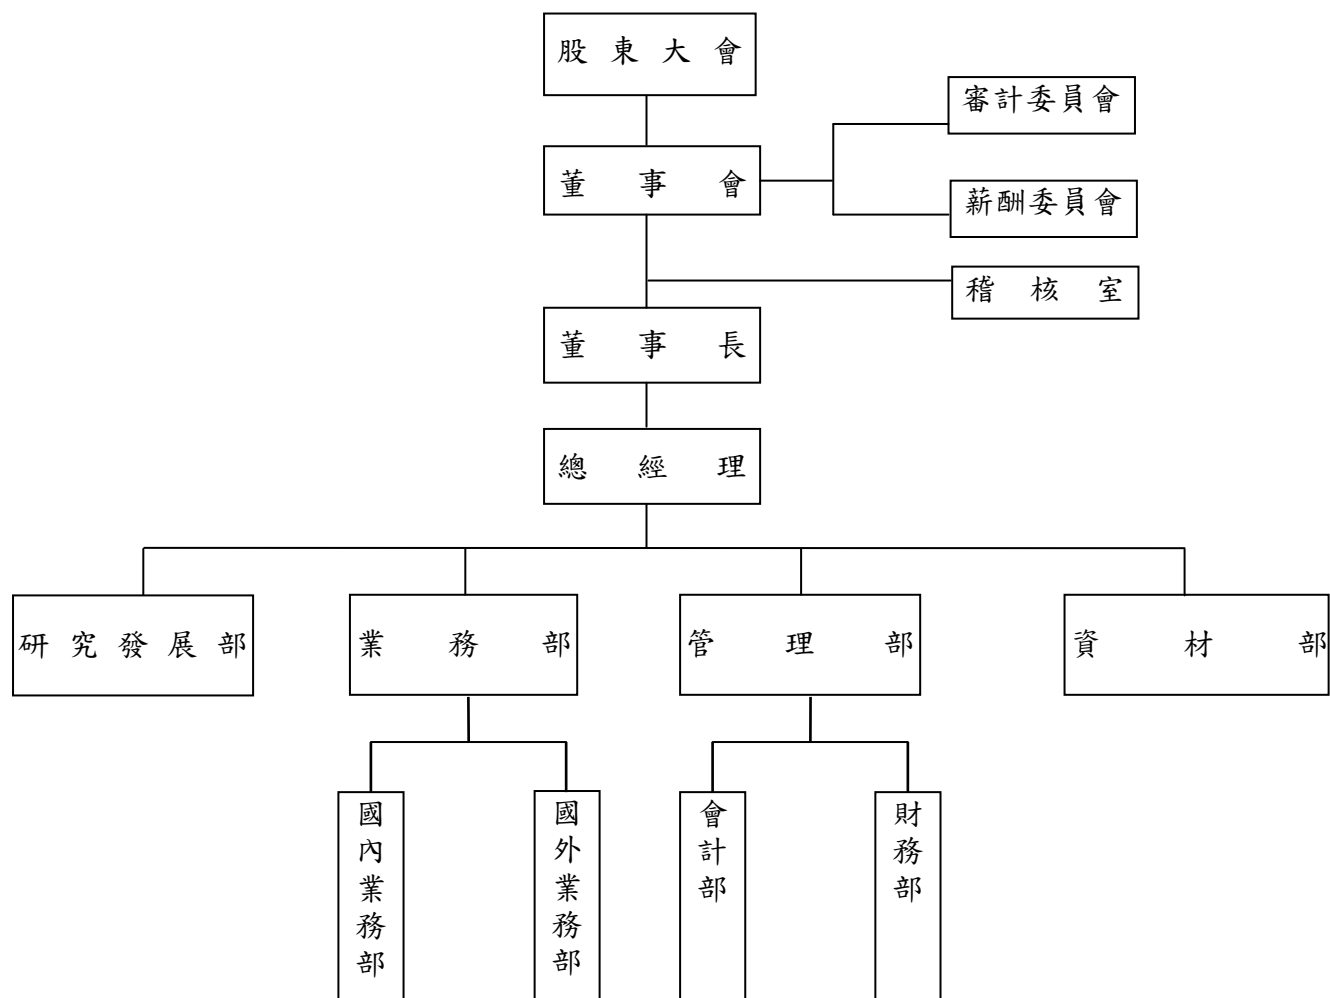 股東大會
審計委員會
董事會
薪酬委員會
稽核室
董事長
總經理
研究發展部
業務部
管理部
資材部
國內業務部
國外業務部
會計部
財務部